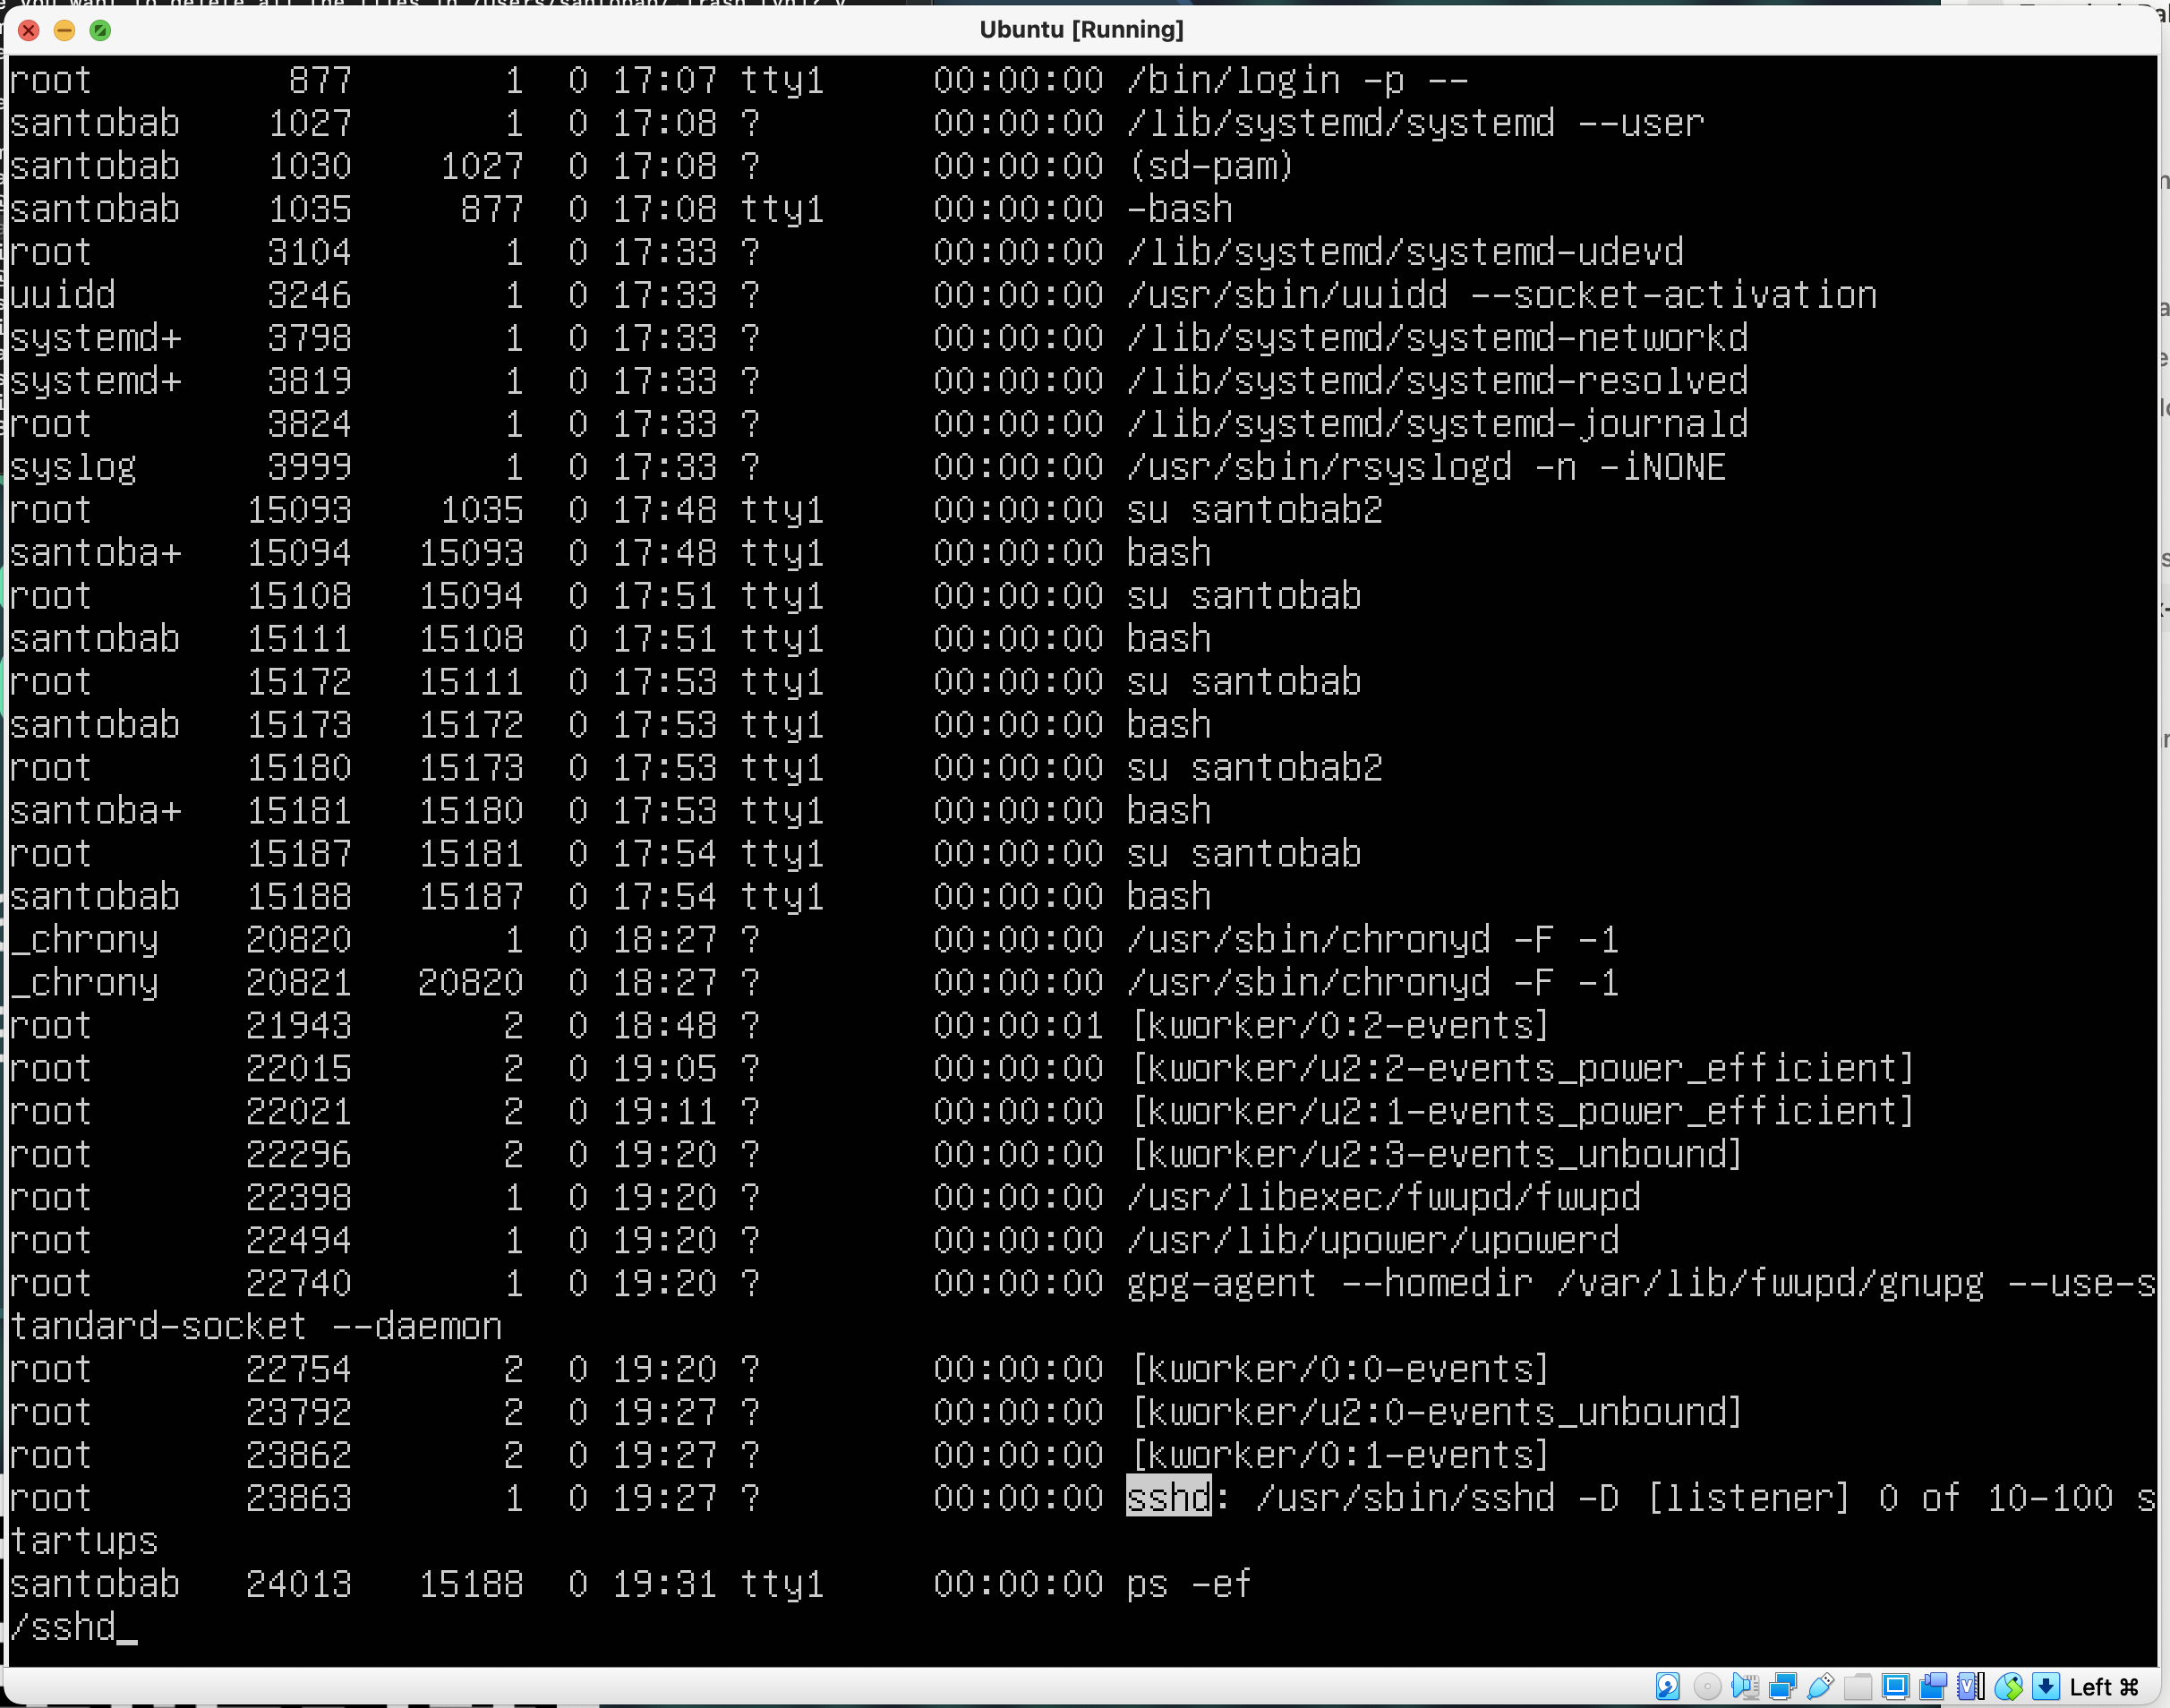 Ubuntu [Running]
root 877 1 0 17:07 tty1 00:00:00 /bin/login -p --
santobab 1027 1 0 17:08 ? 00:00:00 /lib/systemd/systemd --user
santobab 1030 1027 0 17:08 ? 00:00:00 (sd-pam)
santobab 1035 877 0 17:08 tty1 00:00:00 -bash
root 3104 1 0 17:33 ? 00:00:00 /lib/systemd/systemd-udevd
uuidd 3246 1 0 17:33 ? 00:00:00 /usr/sbin/uuidd --socket-activation
systemd+ 3798 1 0 17:33 ? 00:00:00 /lib/systemd/systemd-networkd
systemd+ 3819 1 0 17:33 ? 00:00:00 /lib/systemd/systemd-resolved
root 3824 1 0 17:33 ? 00:00:00 /lib/systemd/systemd-journald
syslog 3999 1 0 17:33 ? 00:00:00 /usr/sbin/rsyslogd -n -iNONE
root 15093 1035 0 17:48 tty1 00:00:00 su santobab2
santoba+ 15094 15093 0 17:48 tty1 00:00:00 bash
root 15108 15094 0 17:51 tty1 00:00:00 su santobab
santobab 15111 15108 0 17:51 tty1 00:00:00 bash
root 15172 15111 0 17:53 tty1 00:00:00 su santobab
santobab 15173 15172 0 17:53 tty1 00:00:00 bash
root 15180 15173 0 17:53 tty1 00:00:00 su santobab2
santoba+ 15181 15180 0 17:53 tty1 00:00:00 bash
root 15187 15181 0 17:54 tty1 00:00:00 su santobab
santobab 15188 15187 0 17:54 tty1 00:00:00 bash
_chrony 20820 1 0 18:27 ? 00:00:00 /usr/sbin/chronyd -F -1
_chrony 20821 20820 0 18:27 ? 00:00:00 /usr/sbin/chronyd -F -1
root 21943 2 0 18:48 ? 00:00:01 [kworker/0:2-events]
root 22015 2 0 19:05 ? 00:00:00 [kworker/u2:2-events_power_efficient]
root 22021 2 0 19:11 ? 00:00:00 [kworker/u2:1-events_power_efficient]
root 22296 2 0 19:20 ? 00:00:00 [kworker/u2:3-events_unbound]
root 22398 1 0 19:20 ? 00:00:00 /usr/libexec/fwupd/fwupd
root 22494 1 0 19:20 ? 00:00:00 /usr/lib/upower/upowerd
root 22740 1 0 19:20 ? 00:00:00 gpg-agent --homedir /var/lib/fwupd/gnupg --use-s
tandard-socket --daemon
root 22754 2 0 19:20 ? 00:00:00 [kworker/0:0-events]
root 23792 2 0 19:27 ? 00:00:00 [kworker/u2:0-events_unbound]
root 23862 2 0 19:27 ? 00:00:00 [kworker/0:1-events]
root 23863 1 0 19:27 ? 00:00:00 sshd: /usr/sbin/sshd -D [listener] 0 of 10-100 s
tartups
santobab 24013 15188 0 19:31 tty1 00:00:00 ps -ef
/sshd_
Left ⌘